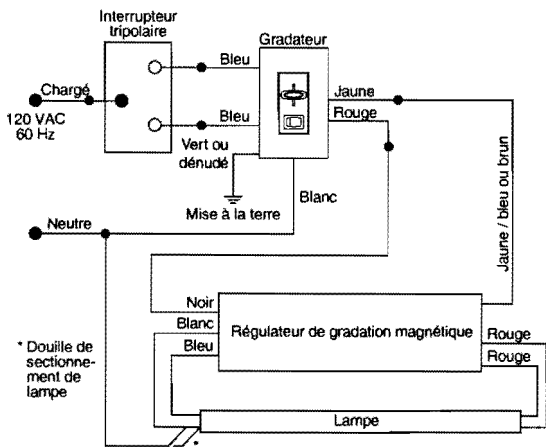 Interrupteur
tripolaire
Gradateur
Bleu
Chargé
Jaune
120 VAC
60 Hz
Bleu
Rouge
Vert ou
dénudé
Mise à la terre
Blanc
Jaune / bleu ou brun
Neutre
Noir
Blanc
Régulateur de gradation magnétique
Bleu
Rouge
Rouge
* Douille de
sectionne-
ment de
lampe
Lampe
*